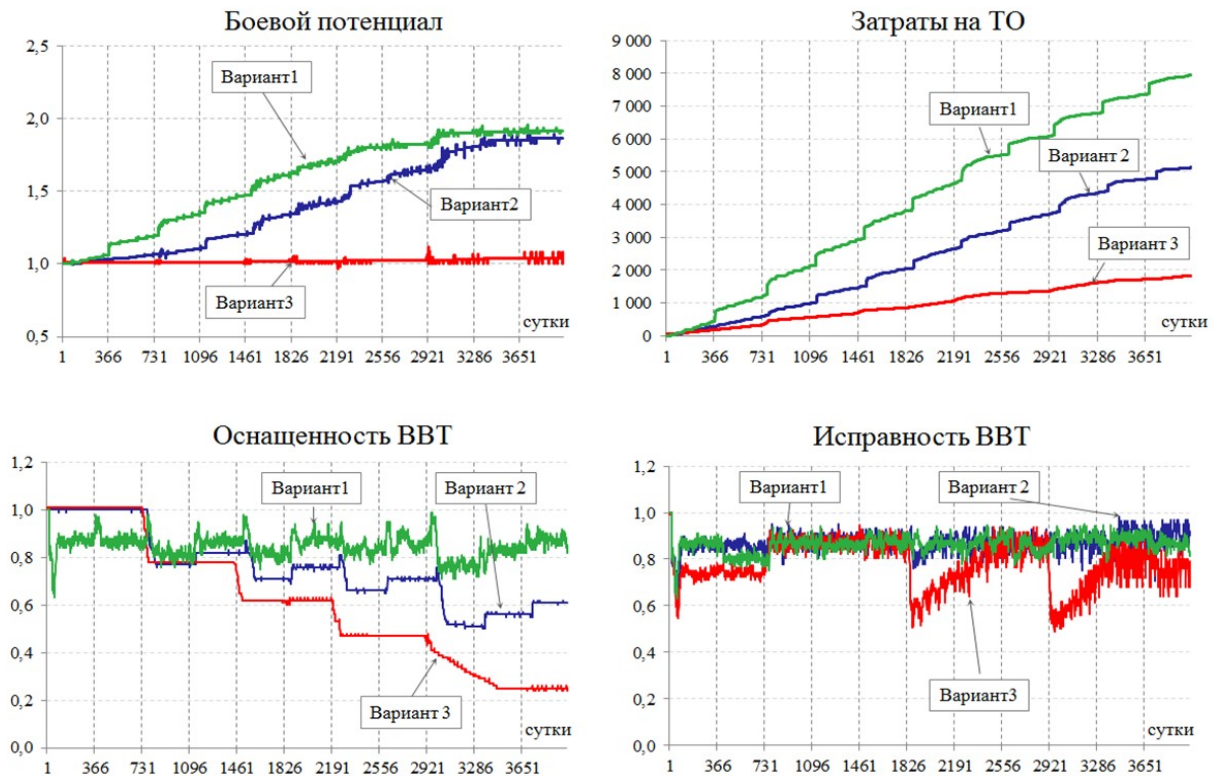 Боевой потенциал
2,5
2,0
1,5
1,0
0,5
Вариант1
Вариант2
Вариант3
сутки
1 366 731 1096 1461 1826 2191 2556 2921 3286 3651
Затраты на ТО
9 000
8 000
7 000
6 000
5 000
4 000
3 000
2 000
1 000
0
Вариант1
Вариант 2
Вариант 3
сутки
1 366 731 1096 1461 1826 2191 2556 2921 3286 3651
Оснащенность ВВТ
1,2
1,0
0,8
0,6
0,4
0,2
0,0
Вариант1
Вариант 2
Вариант 3
сутки
1 366 731 1096 1461 1826 2191 2556 2921 3286 3651
Исправность ВВТ
1,2
1,0
0,8
0,6
0,4
0,2
0,0
Вариант1
Вариант 2
Вариант3
сутки
1 366 731 1096 1461 1826 2191 2556 2921 3286 3651